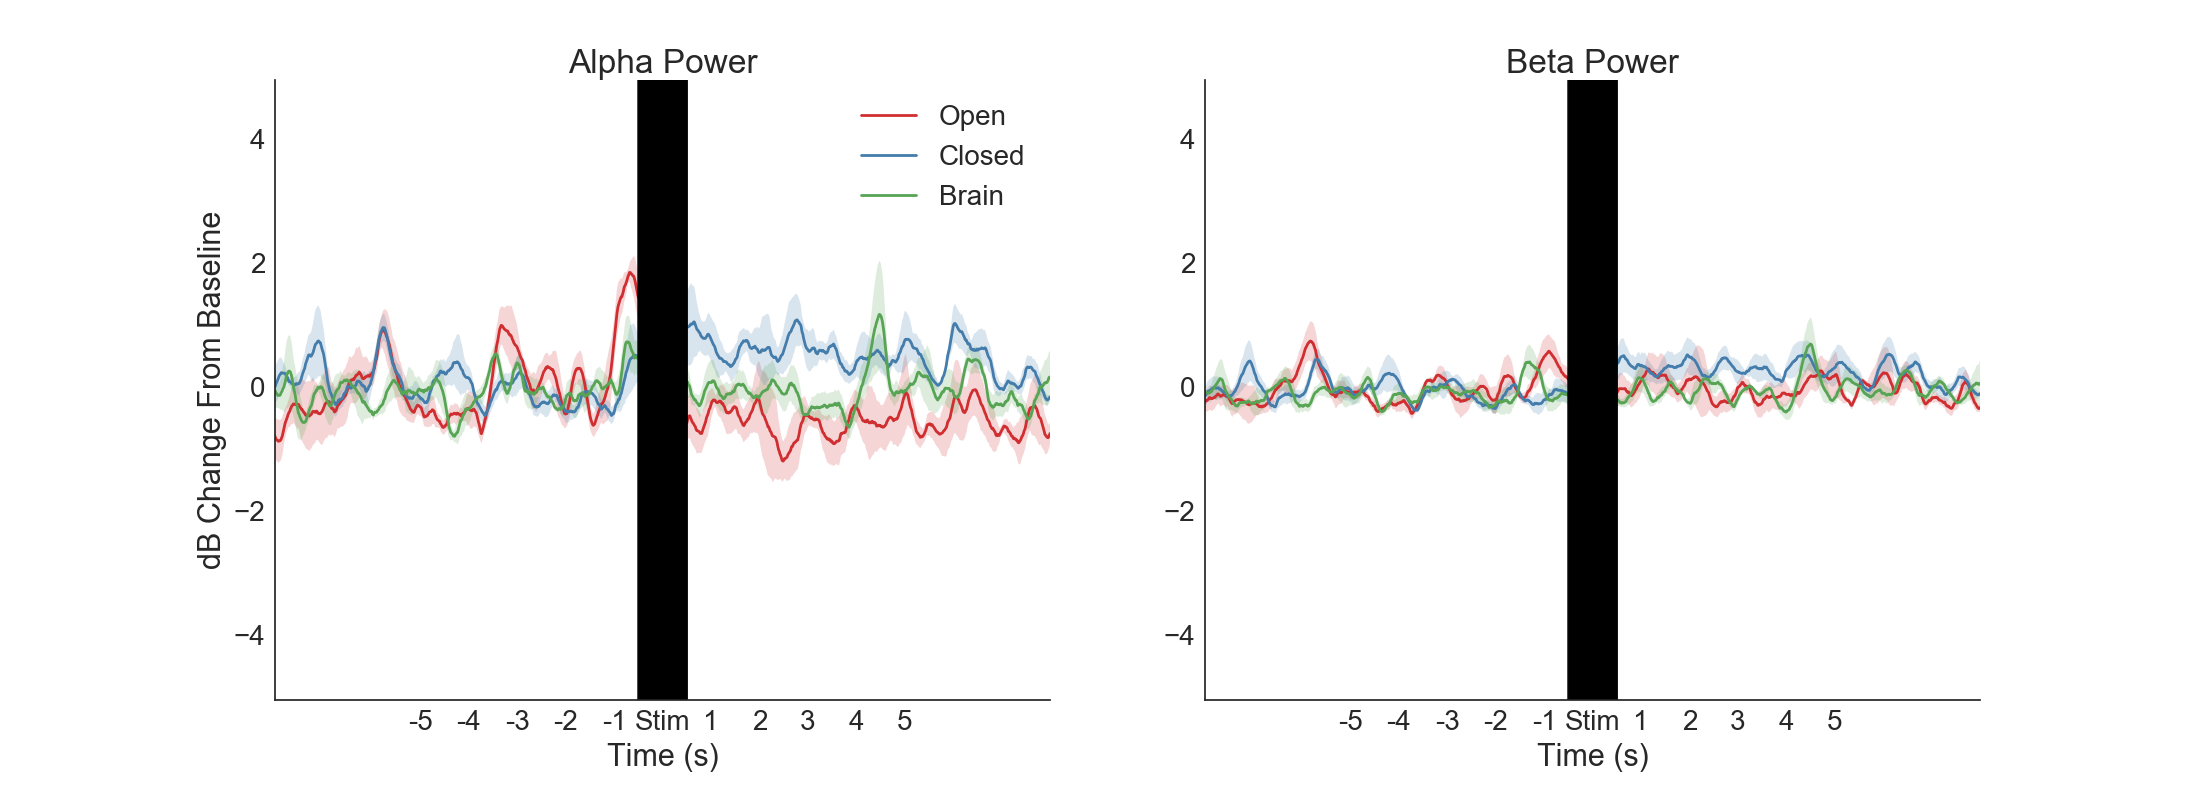 Alpha Power
Beta Power
dB Change From Baseline
4
2
0
−2
−4
Open
Closed
Brain
-5 -4 -3 -2 -1 Stim 1 2 3 4 5
Time (s)
4
2
0
−2
−4
-5 -4 -3 -2 -1 Stim 1 2 3 4 5
Time (s)